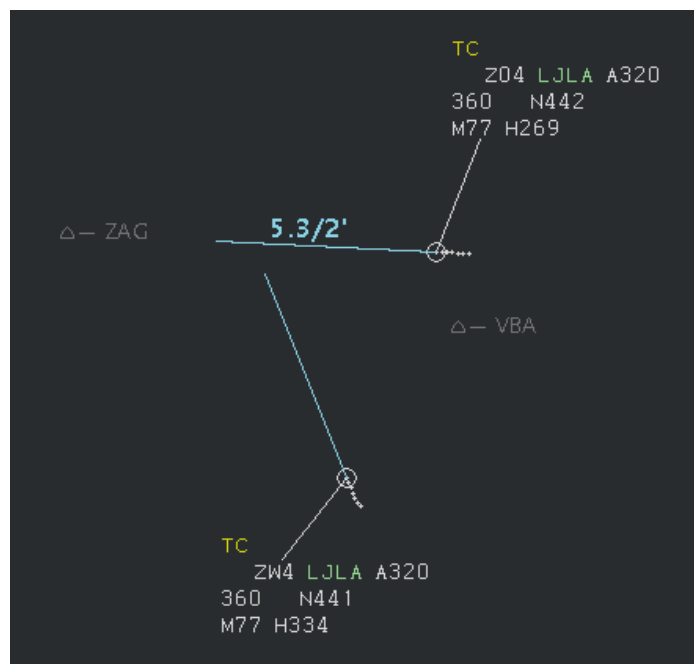 TC
ZO4 LJLA A320
360 N442
M77 H269
5.3/2'
ZAG
VBA
TC
ZW4 LJLA A320
360 N441
M77 H334